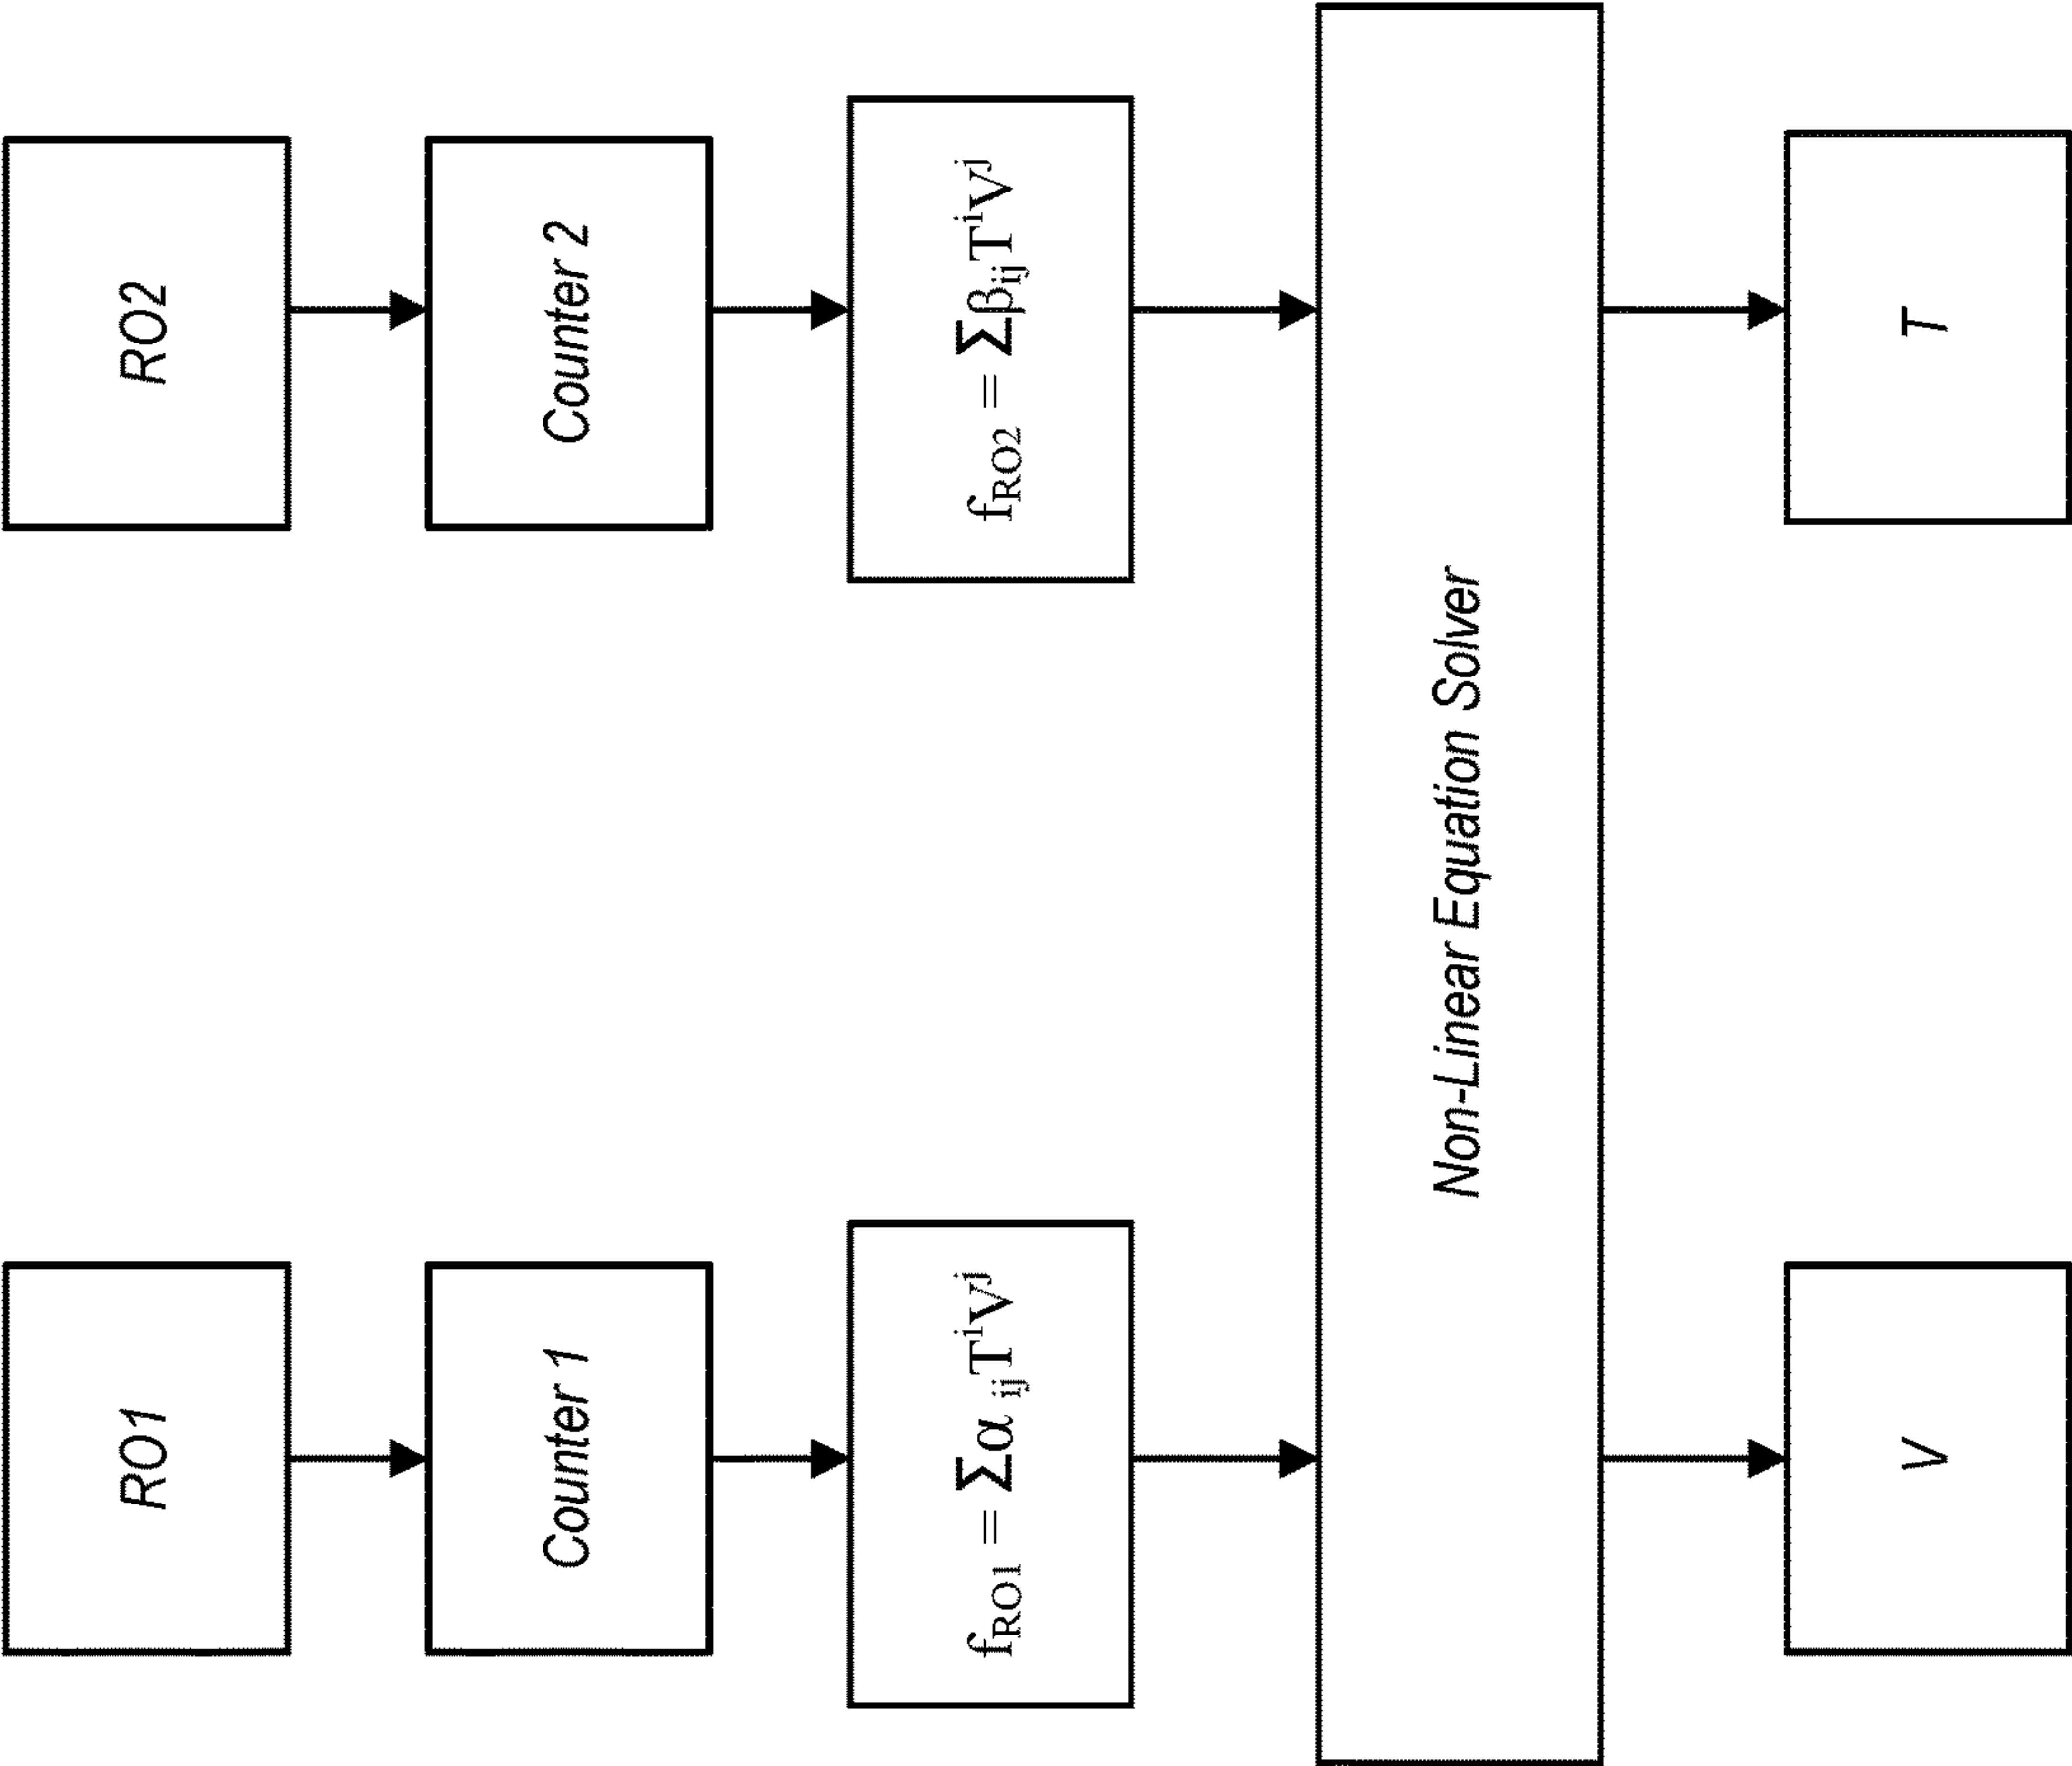 RO1
RO2
Counter 1
Counter 2
f_RO1 = Σα_ij T^i V^j
f_RO2 = Σβ_ij T^i V^j
Non-Linear Equation Solver
V
T